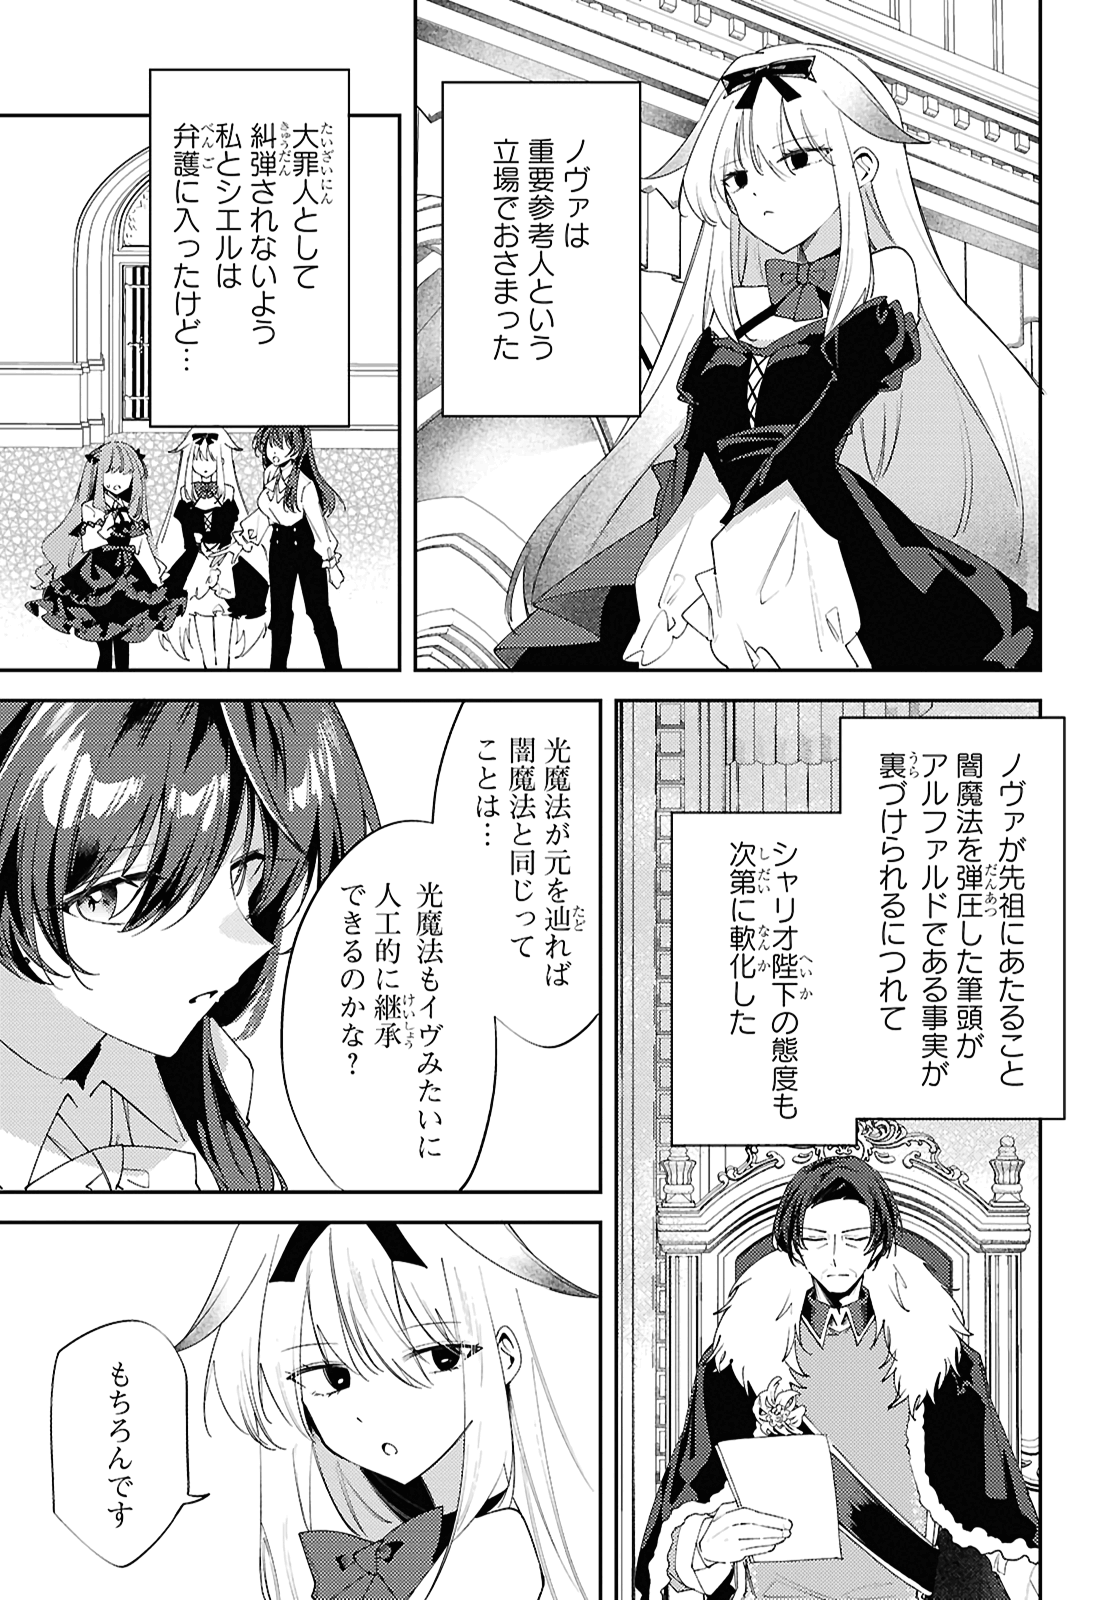 ノヴァは
重要参考人という
立場でおさまった
大罪人として
糾弾されないよう
私とシエルは
弁護に入ったけど…
ノヴァが先祖にあたること
闇魔法を弾圧した筆頭が
アルファルドである事実が
裏づけられるにつれて
シャリオ陛下の態度も
次第に軟化した
光魔法が元を辿れば
闇魔法と同じって
ことは…
光魔法もイヴみたいに
人工的に継承
できるのかな?
もちろんです